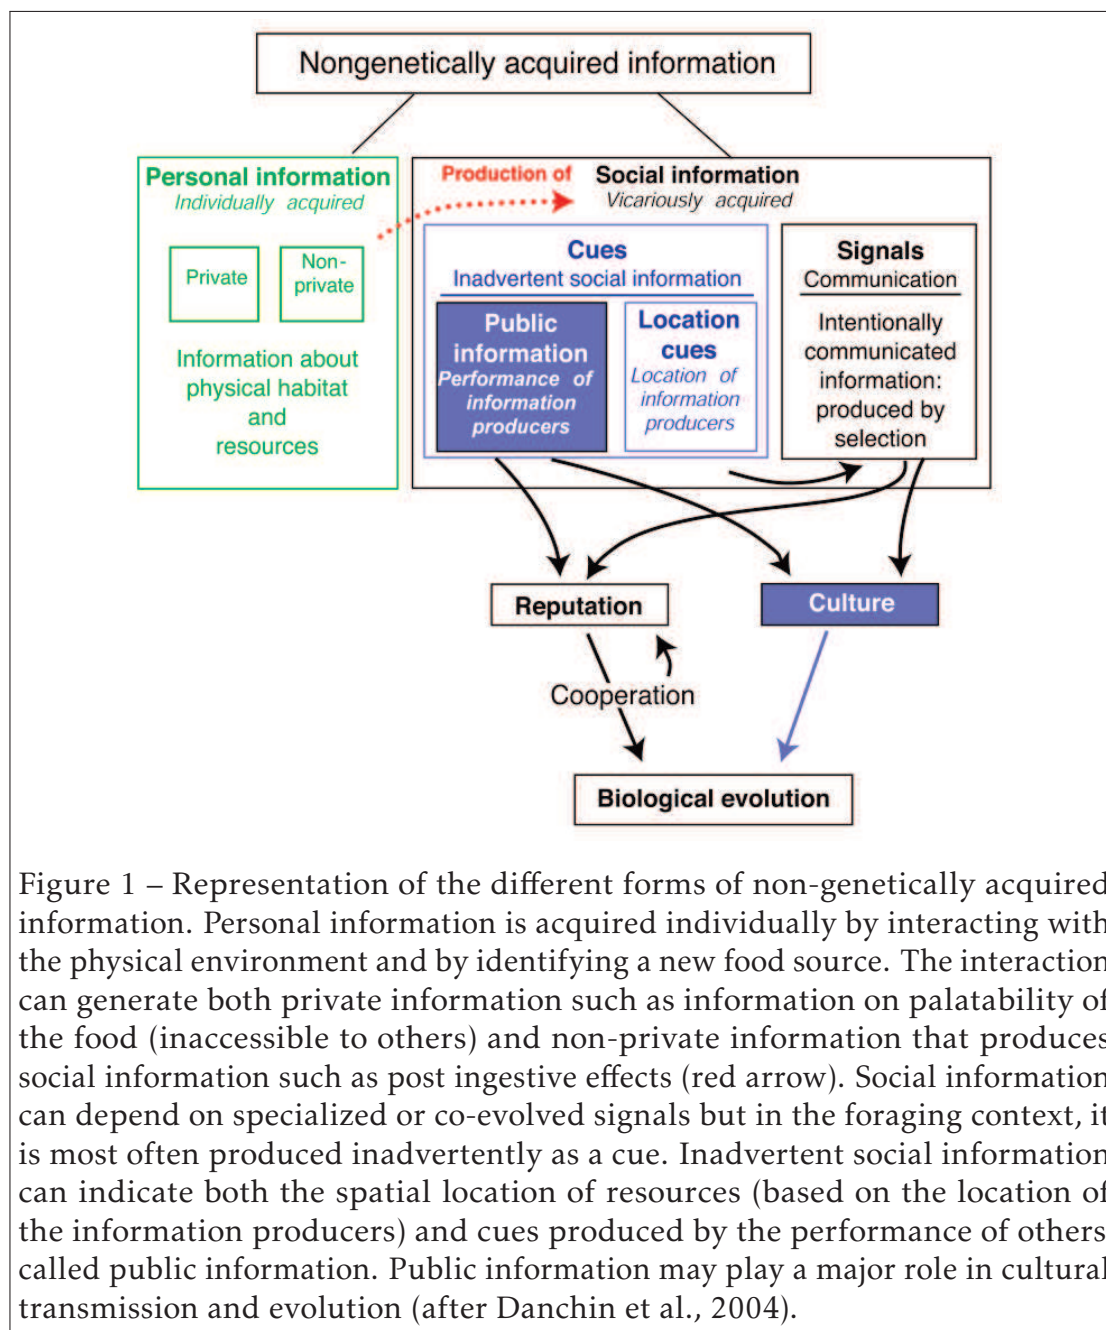 Nongenetically acquired information
Personal information
Individually acquired
Private
Non-
private
Information about
physical habitat
and
resources
Production of
Social information
Vicariously acquired
Cues
Inadvertent social information
Public
information
Performance of
information
producers
Location
cues
Location of
information
producers
Signals
Communication
Intentionally
communicated
information:
produced by
selection
Reputation
Culture
Cooperation
Biological evolution
Figure 1 – Representation of the different forms of non-genetically acquired
information. Personal information is acquired individually by interacting with
the physical environment and by identifying a new food source. The interaction
can generate both private information such as information on palatability of
the food (inaccessible to others) and non-private information that produces
social information such as post ingestive effects (red arrow). Social information
can depend on specialized or co-evolved signals but in the foraging context, it
is most often produced inadvertently as a cue. Inadvertent social information
can indicate both the spatial location of resources (based on the location of
the information producers) and cues produced by the performance of others
called public information. Public information may play a major role in cultural
transmission and evolution (after Danchin et al., 2004).